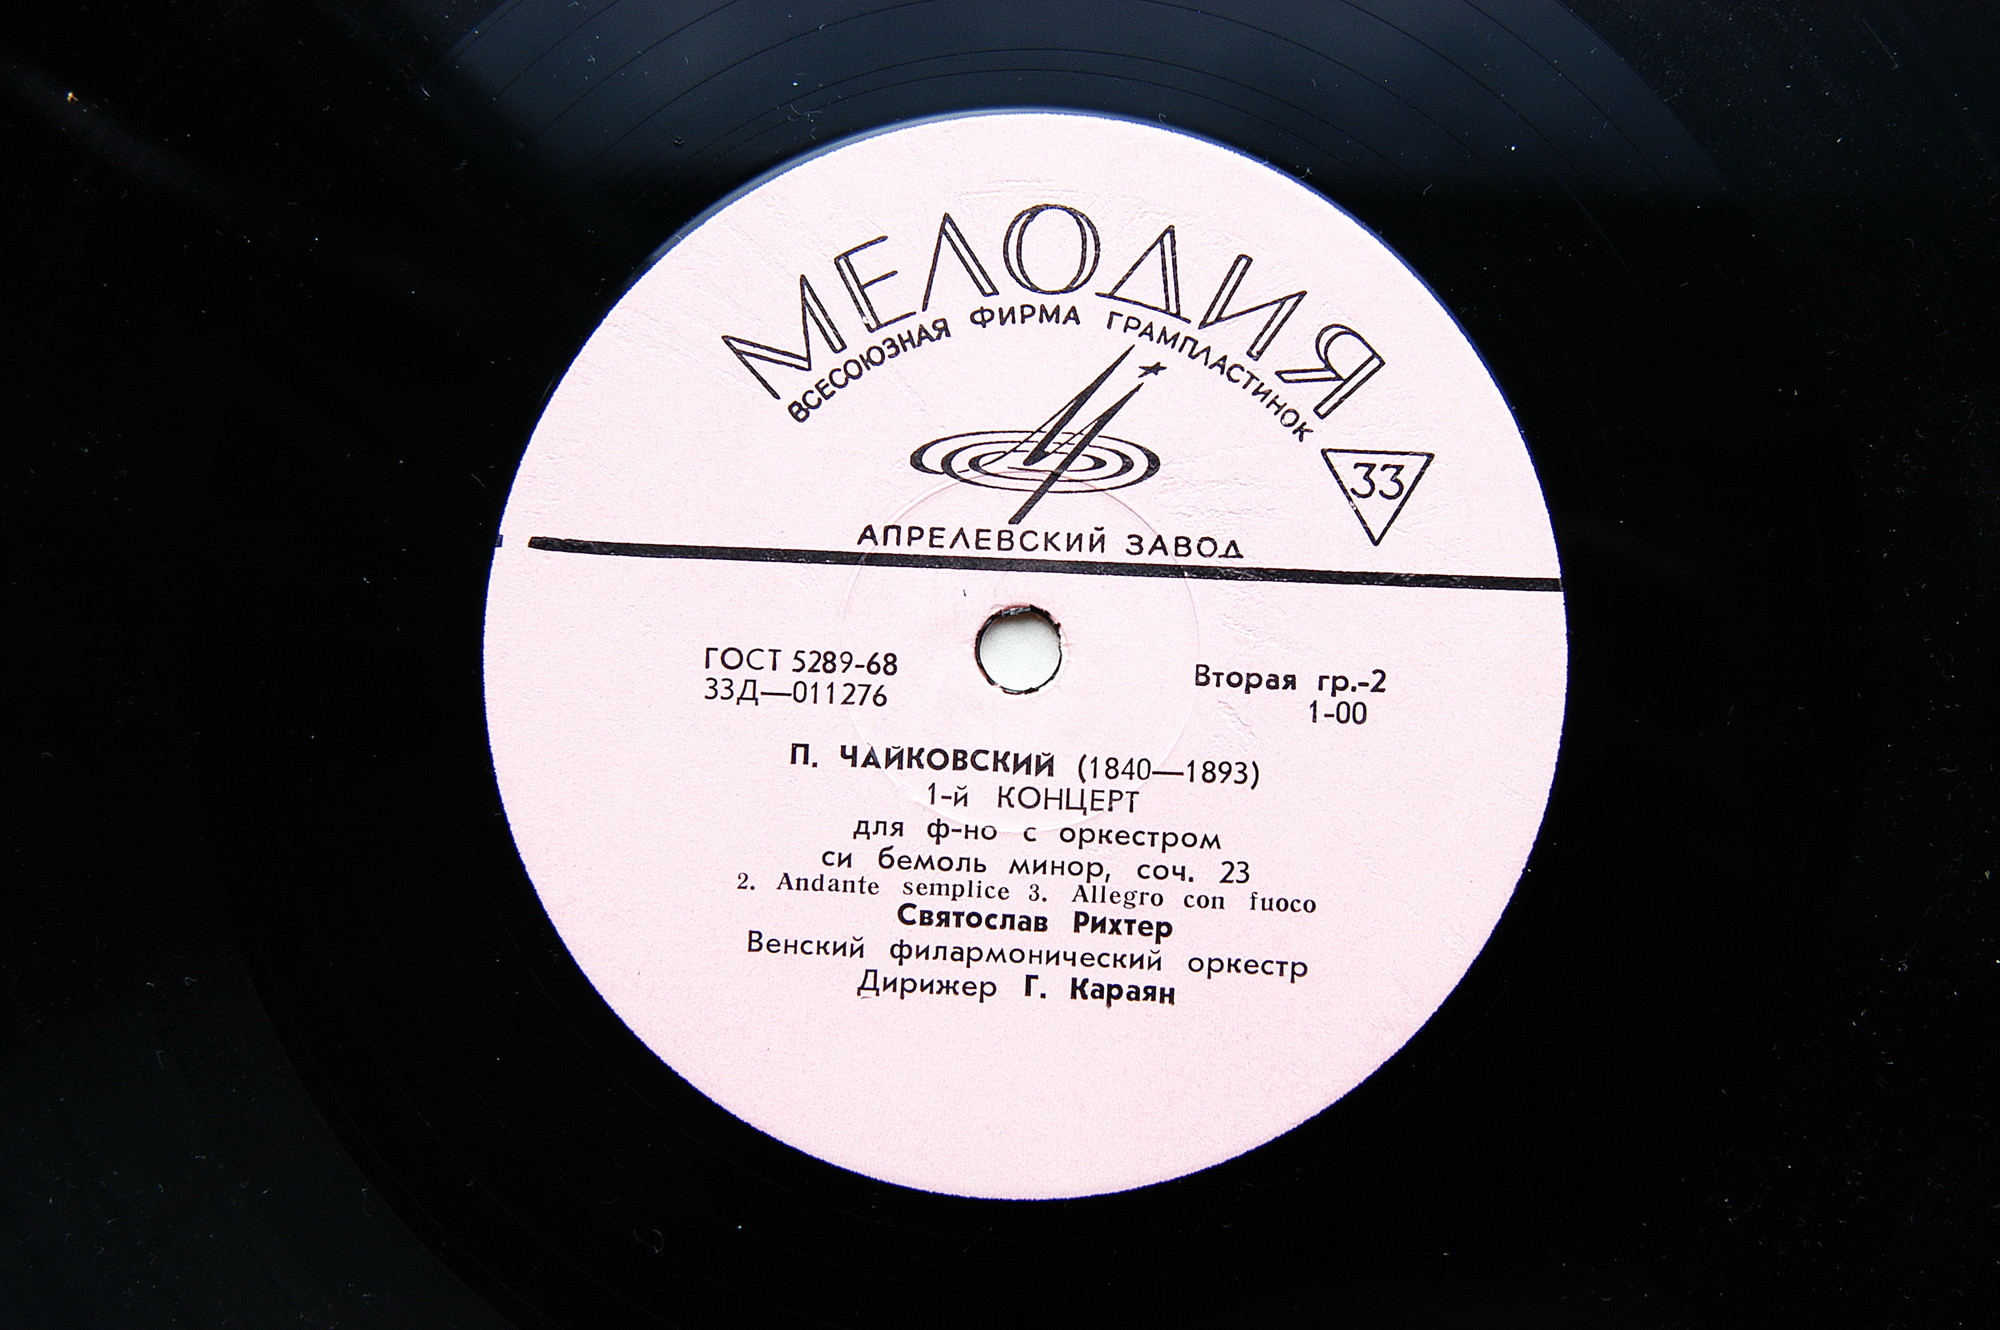 МЕЛОДИЯ
ВСЕСОЮЗНАЯ ФИРМА ГРАМПЛАСТИНОК
33
АПРЕЛЕВСКИЙ ЗАВОД
ГОСТ 5289-68
33Д—011276
Вторая гр.-2
1-00
П. ЧАЙКОВСКИЙ (1840—1893)
1-й КОНЦЕРТ
для ф-но с оркестром
си бемоль минор, соч. 23
2. Andante semplice 3. Allegro con fuoco
Святослав Рихтер
Венский филармонический оркестр
Дирижер Г. Караян